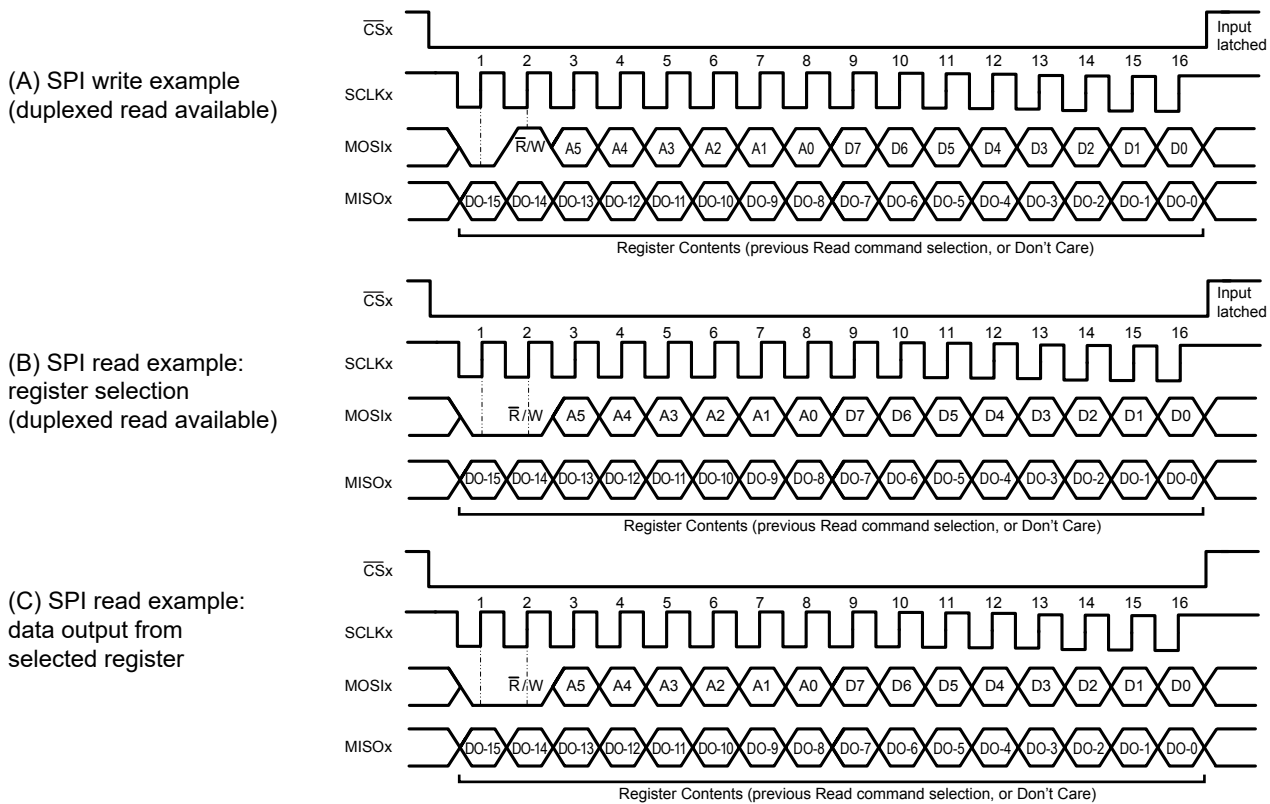 (A) SPI write example
(duplexed read available)
C̅S̅x
Input
latched
1 2 3 4 5 6 7 8 9 10 11 12 13 14 15 16
SCLKx
MOSIx R̅/W A5 A4 A3 A2 A1 A0 D7 D6 D5 D4 D3 D2 D1 D0
MISOx DO-15 DO-14 DO-13 DO-12 DO-11 DO-10 DO-9 DO-8 DO-7 DO-6 DO-5 DO-4 DO-3 DO-2 DO-1 DO-0
Register Contents (previous Read command selection, or Don't Care)
(B) SPI read example:
register selection
(duplexed read available)
C̅S̅x
Input
latched
1 2 3 4 5 6 7 8 9 10 11 12 13 14 15 16
SCLKx
MOSIx R̅/W A5 A4 A3 A2 A1 A0 D7 D6 D5 D4 D3 D2 D1 D0
MISOx DO-15 DO-14 DO-13 DO-12 DO-11 DO-10 DO-9 DO-8 DO-7 DO-6 DO-5 DO-4 DO-3 DO-2 DO-1 DO-0
Register Contents (previous Read command selection, or Don't Care)
(C) SPI read example:
data output from
selected register
C̅S̅x
1 2 3 4 5 6 7 8 9 10 11 12 13 14 15 16
SCLKx
MOSIx R̅/W A5 A4 A3 A2 A1 A0 D7 D6 D5 D4 D3 D2 D1 D0
MISOx DO-15 DO-14 DO-13 DO-12 DO-11 DO-10 DO-9 DO-8 DO-7 DO-6 DO-5 DO-4 DO-3 DO-2 DO-1 DO-0
Register Contents (previous Read command selection, or Don't Care)